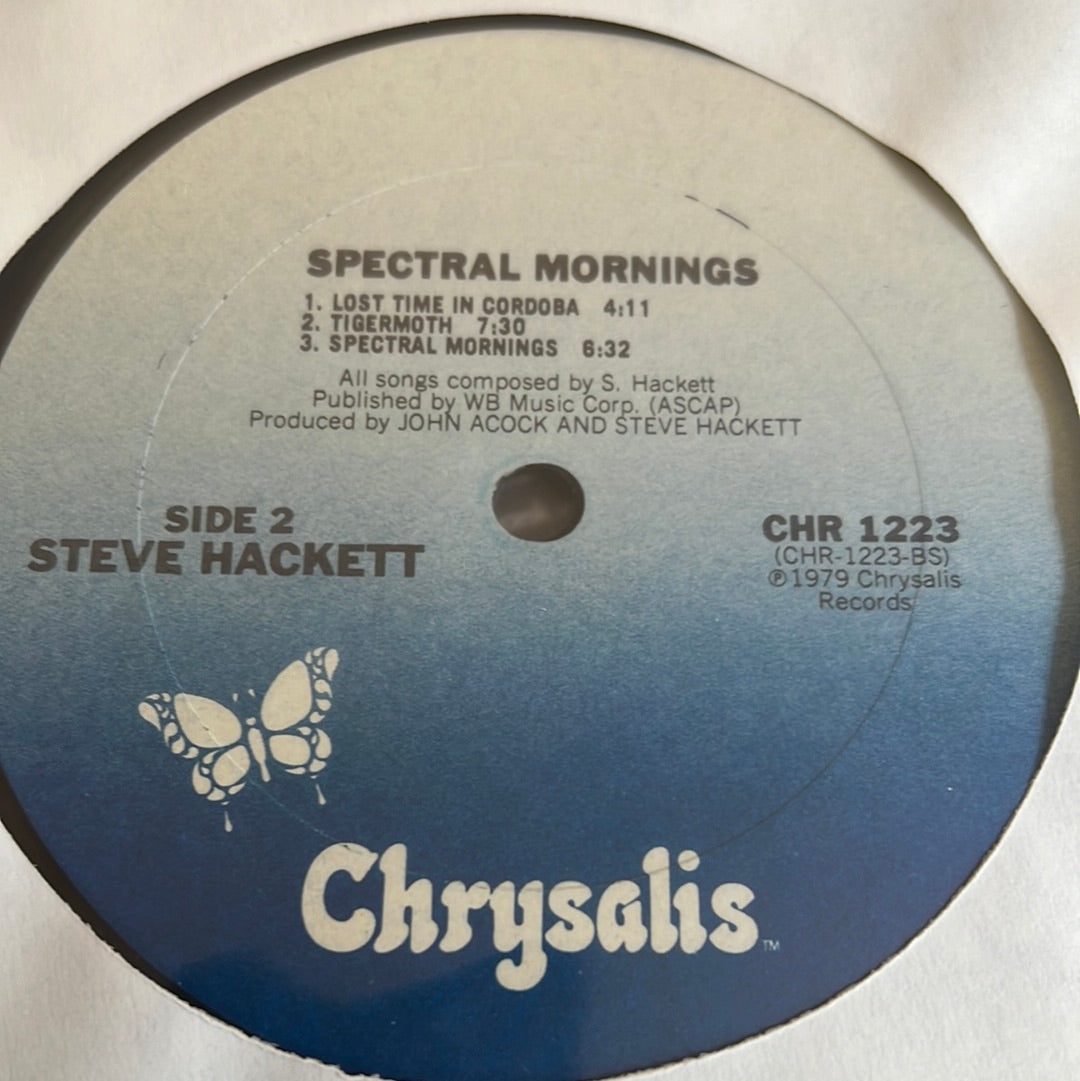 SPECTRAL MORNINGS
1. LOST TIME IN CORDOBA 4:11
2. TIGERMOTH 7:30
3. SPECTRAL MORNINGS 6:32
All songs composed by S. Hackett
Published by WB Music Corp. (ASCAP)
Produced by JOHN ACOCK AND STEVE HACKETT
SIDE 2
STEVE HACKETT
CHR 1223
(CHR-1223-BS)
℗1979 Chrysalis
Records
Chrysalis™